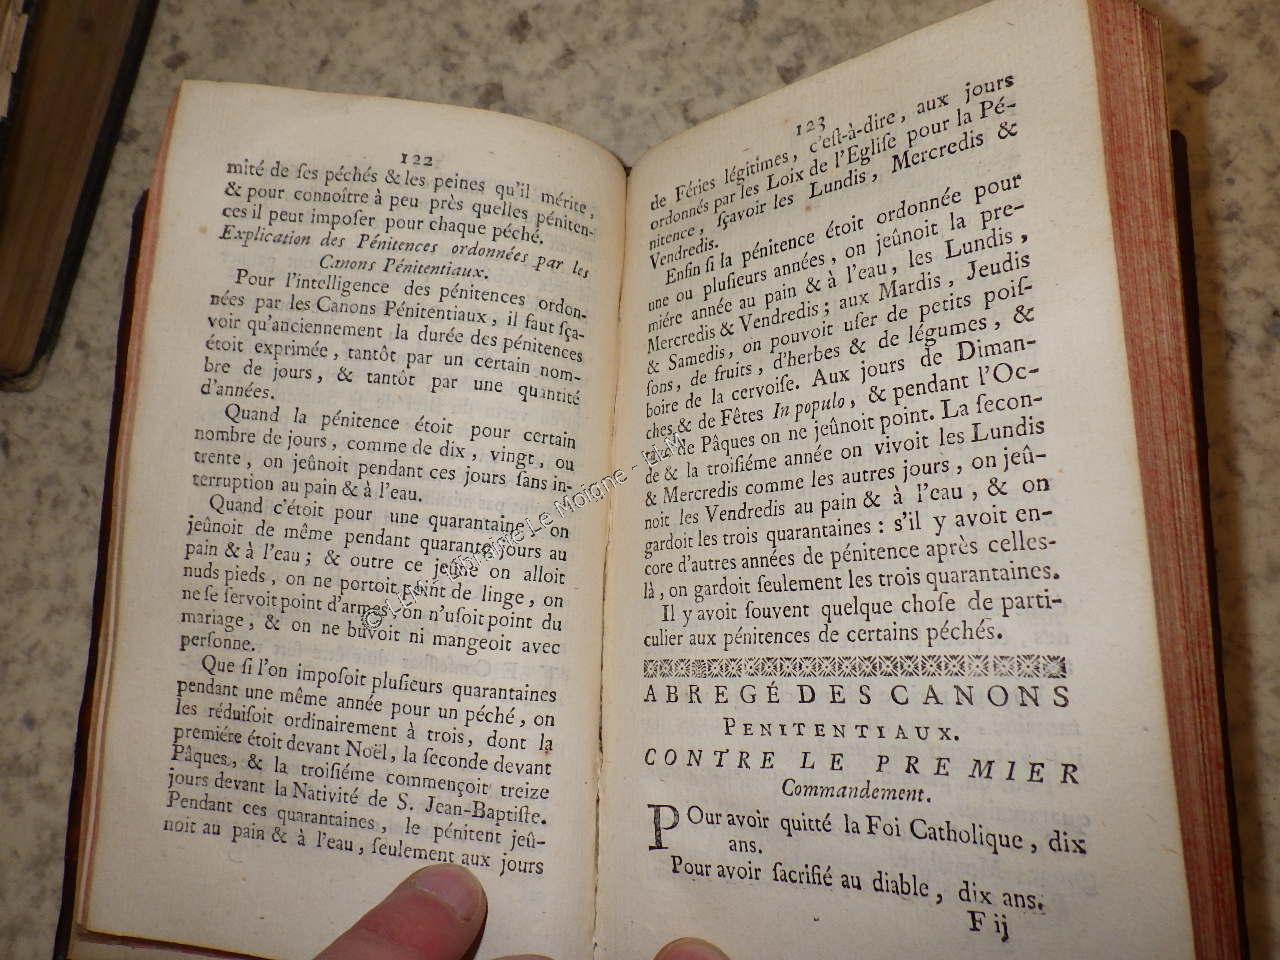 122
mité de ſes péchés & les peines qu'il mérite,
& pour connoître à peu près quelles péniten-
ces il peut impoſer pour chaque péché.
Explication des Pénitences ordonnées par les
Canons Pénitentiaux.
Pour l'intelligence des pénitences ordon-
nées par les Canons Pénitentiaux, il faut ſça-
voir qu'anciennement la durée des pénitences
étoit exprimée, tantôt par un certain nom-
bre de jours, & tantôt par une quantité
d'années.
Quand la pénitence étoit pour certain
nombre de jours, comme de dix, vingt, ou
trente, on jeûnoit pendant ces jours ſans in-
terruption au pain & à l'eau.
Quand c'étoit pour une quarantaine, on
jeûnoit de même pendant quarante jours au
pain & à l'eau; & outre ce jeûne on alloit
nuds pieds, on ne portoit point de linge, on
ne ſe ſervoit point d'armes, on n'uſoit point du
mariage; & on ne buvoit ni mangeoit avec
perſonne.
Que ſi l'on impoſoit pluſieurs quarantaines
pendant une même année pour un péché, on
les réduiſoit ordinairement à trois, dont la
premiére étoit devant Noël, la ſeconde devant
Pâques, & la troiſiéme commençoit treize
jours devant la Nativité de S. Jean-Baptiſte.
Pendant ces quarantaines, le pénitent jeû-
noit au pain & à l'eau, ſeulement aux jours
123
de Féries légitimes, c'eſt-à-dire, aux jours
ordonnés par les Loix de l'Egliſe pour la Pé-
nitence, ſçavoir les Lundis, Mercredis &
Vendredis.
Enfin ſi la pénitence étoit ordonnée pour
une ou pluſieurs années, on jeûnoit la pre-
miére année au pain & à l'eau, les Lundis,
Mercredis & Vendredis; aux Mardis, Jeudis
& Samedis, on pouvoit uſer de petits poiſ-
ſons, de fruits, d'herbes & de légumes, &
boire de la cervoiſe. Aux jours de Diman-
ches & de Fêtes In populo, & pendant l'Oc-
tave de Pâques on ne jeûnoit point. La ſecon-
de & la troiſiéme année on vivoit les Lundis
& Mercredis comme les autres jours, on jeû-
noit les Vendredis au pain & à l'eau, & on
gardoit les trois quarantaines: s'il y avoit en-
core d'autres années de pénitence après celles-
là, on gardoit ſeulement les trois quarantaines.
Il y avoit ſouvent quelque choſe de parti-
culier aux pénitences de certains péchés.
ABREGÉ DES CANONS
PENITENTIAUX.
CONTRE LE PREMIER
Commandement.
POur avoir quitté la Foi Catholique, dix
ans.
Pour avoir ſacrifié au diable, dix ans.
F ij
© LLM Librairie Le Moigne - LLM